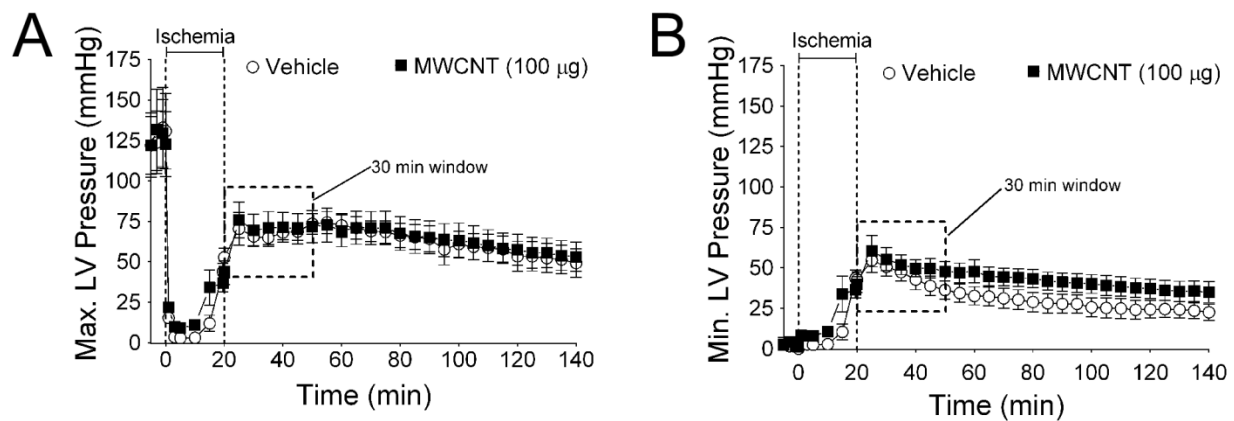 A
Ischemia
Vehicle
MWCNT (100 µg)
Max. LV Pressure (mmHg)
175
150
125
100
75
50
25
0
30 min window
0
20
40
60
80
100
120
140
Time (min)
B
Ischemia
Vehicle
MWCNT (100 µg)
Min. LV Pressure (mmHg)
175
150
125
100
75
50
25
0
30 min window
0
20
40
60
80
100
120
140
Time (min)